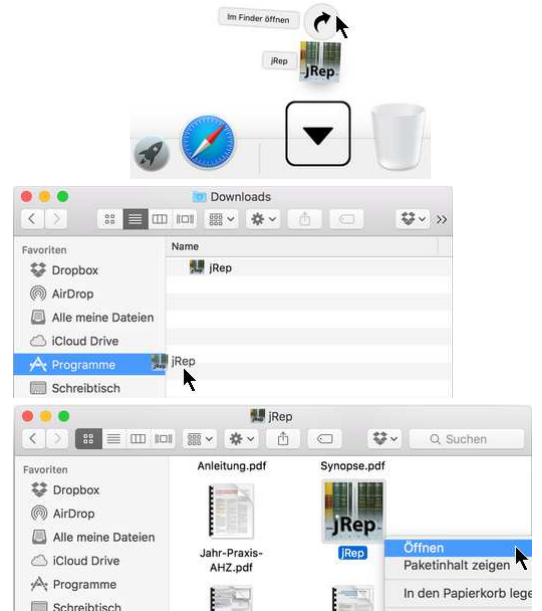 Im Finder öffnen
jRep
jRep
Downloads
Favoriten
Name
Dropbox
jRep
AirDrop
Alle meine Dateien
iCloud Drive
Programme
jRep
Schreibtisch
jRep
Suchen
Favoriten
Anleitung.pdf
Synopse.pdf
Dropbox
AirDrop
Alle meine Dateien
iCloud Drive
Programme
Schreibtisch
jRep
Jahr-Praxis-
AHZ.pdf
jRep
Öffnen
Paketinhalt zeigen
In den Papierkorb lege